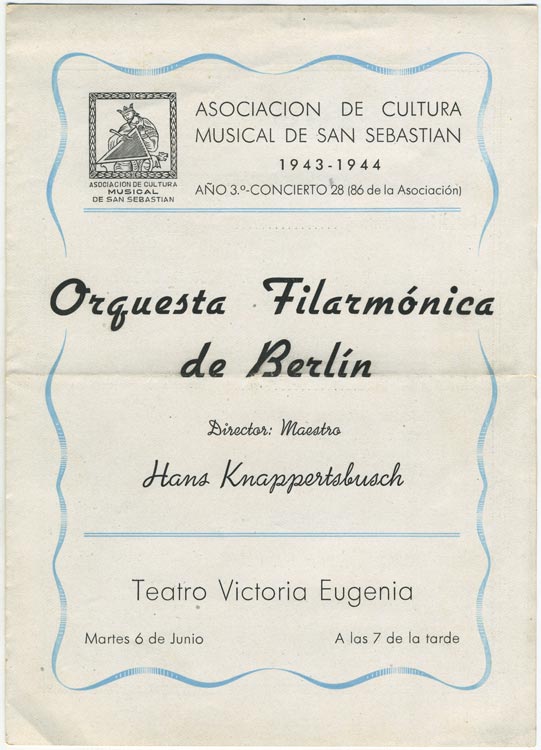 ASOCIACION DE CULTURA
MUSICAL DE SAN SEBASTIAN
1943-1944
AÑO 3.º-CONCIERTO 28 (86 de la Asociación)
ASOCIACION DE CULTURA
MUSICAL
DE SAN SEBASTIAN
Orquesta Filarmónica
de Berlín
Director: Maestro
Hans Knappertsbusch
Teatro Victoria Eugenia
Martes 6 de Junio
A las 7 de la tarde